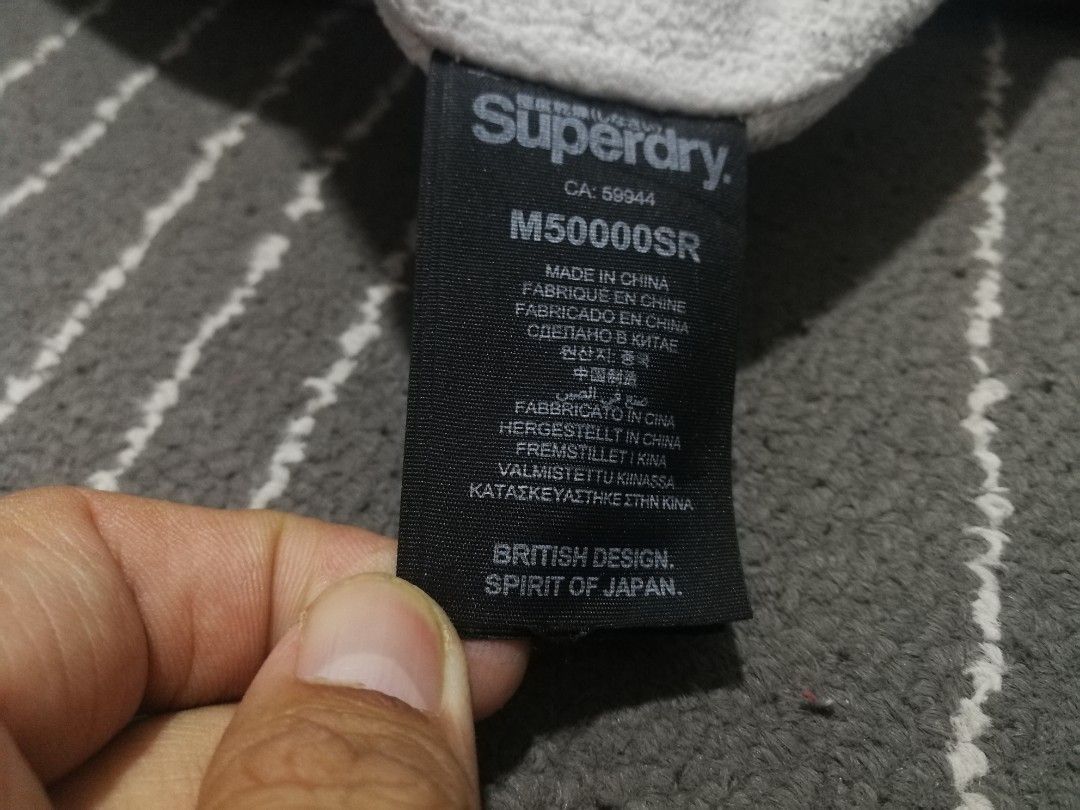 Superdry.
CA: 59944
M50000SR
MADE IN CHINA
FABRIQUÉ EN CHINE
FABRICADO EN CHINA
СДЕЛАНО В КИТАЕ
원산지: 중국
中国制造
صنع في الصين
FABBRICATO IN CINA
HERGESTELLT IN CHINA
FREMSTILLET I KINA
VALMISTETTU KIINASSA
ΚΑΤΑΣΚΕΥΑΣΤΗΚΕ ΣΤΗΝ ΚΙΝΑ
BRITISH DESIGN.
SPIRIT OF JAPAN.